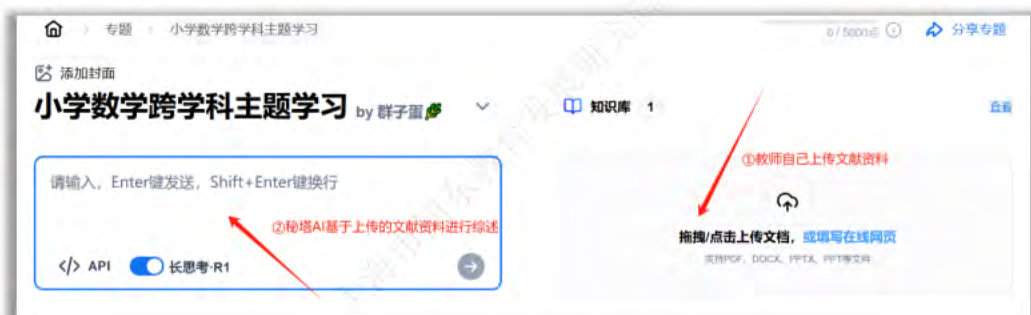 专题 小学数学跨学科主题学习
0/5000点 分享专题
添加封面
小学数学跨学科主题学习 by 群子蛋
知识库 1 查看
①教师自己上传文献资料
请输入，Enter键发送，Shift+Enter键换行
②秘塔AI基于上传的文献资料进行综述
拖拽/点击上传文档，或填写在线网页
支持PDF、DOCX、PPTX、PPT等文件
</> API 长思考·R1